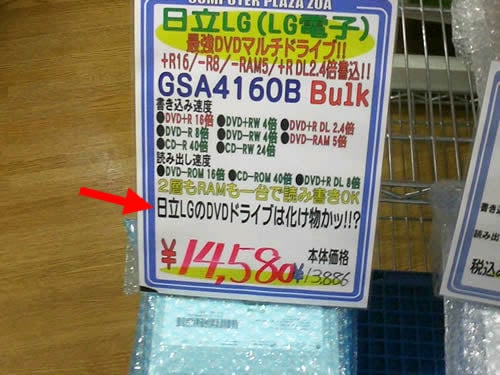 COMPUTER PLAZA ZOA
日立LG(LG電子)
最強DVDマルチドライブ!!
+R16/-R8/-RAM5/+R DL2.4倍書込!!
GSA4160B Bulk
書き込み速度
●DVD+R 16倍 ●DVD+RW 4倍 ●DVD+R DL 2.4倍
●DVD-R 8倍 ●DVD-RW 4倍 ●DVD-RAM 5倍
●CD-R 40倍 ●CD-RW 24倍
読み出し速度
●DVD-ROM 16倍 ●CD-ROM 40倍 ●DVD+R DL 8倍
2層もRAMも一台で読み書きOK
日立LGのDVDドライブは化け物かッ!!?
¥14,580 本体価格
¥13,886
書き
読み出
税込